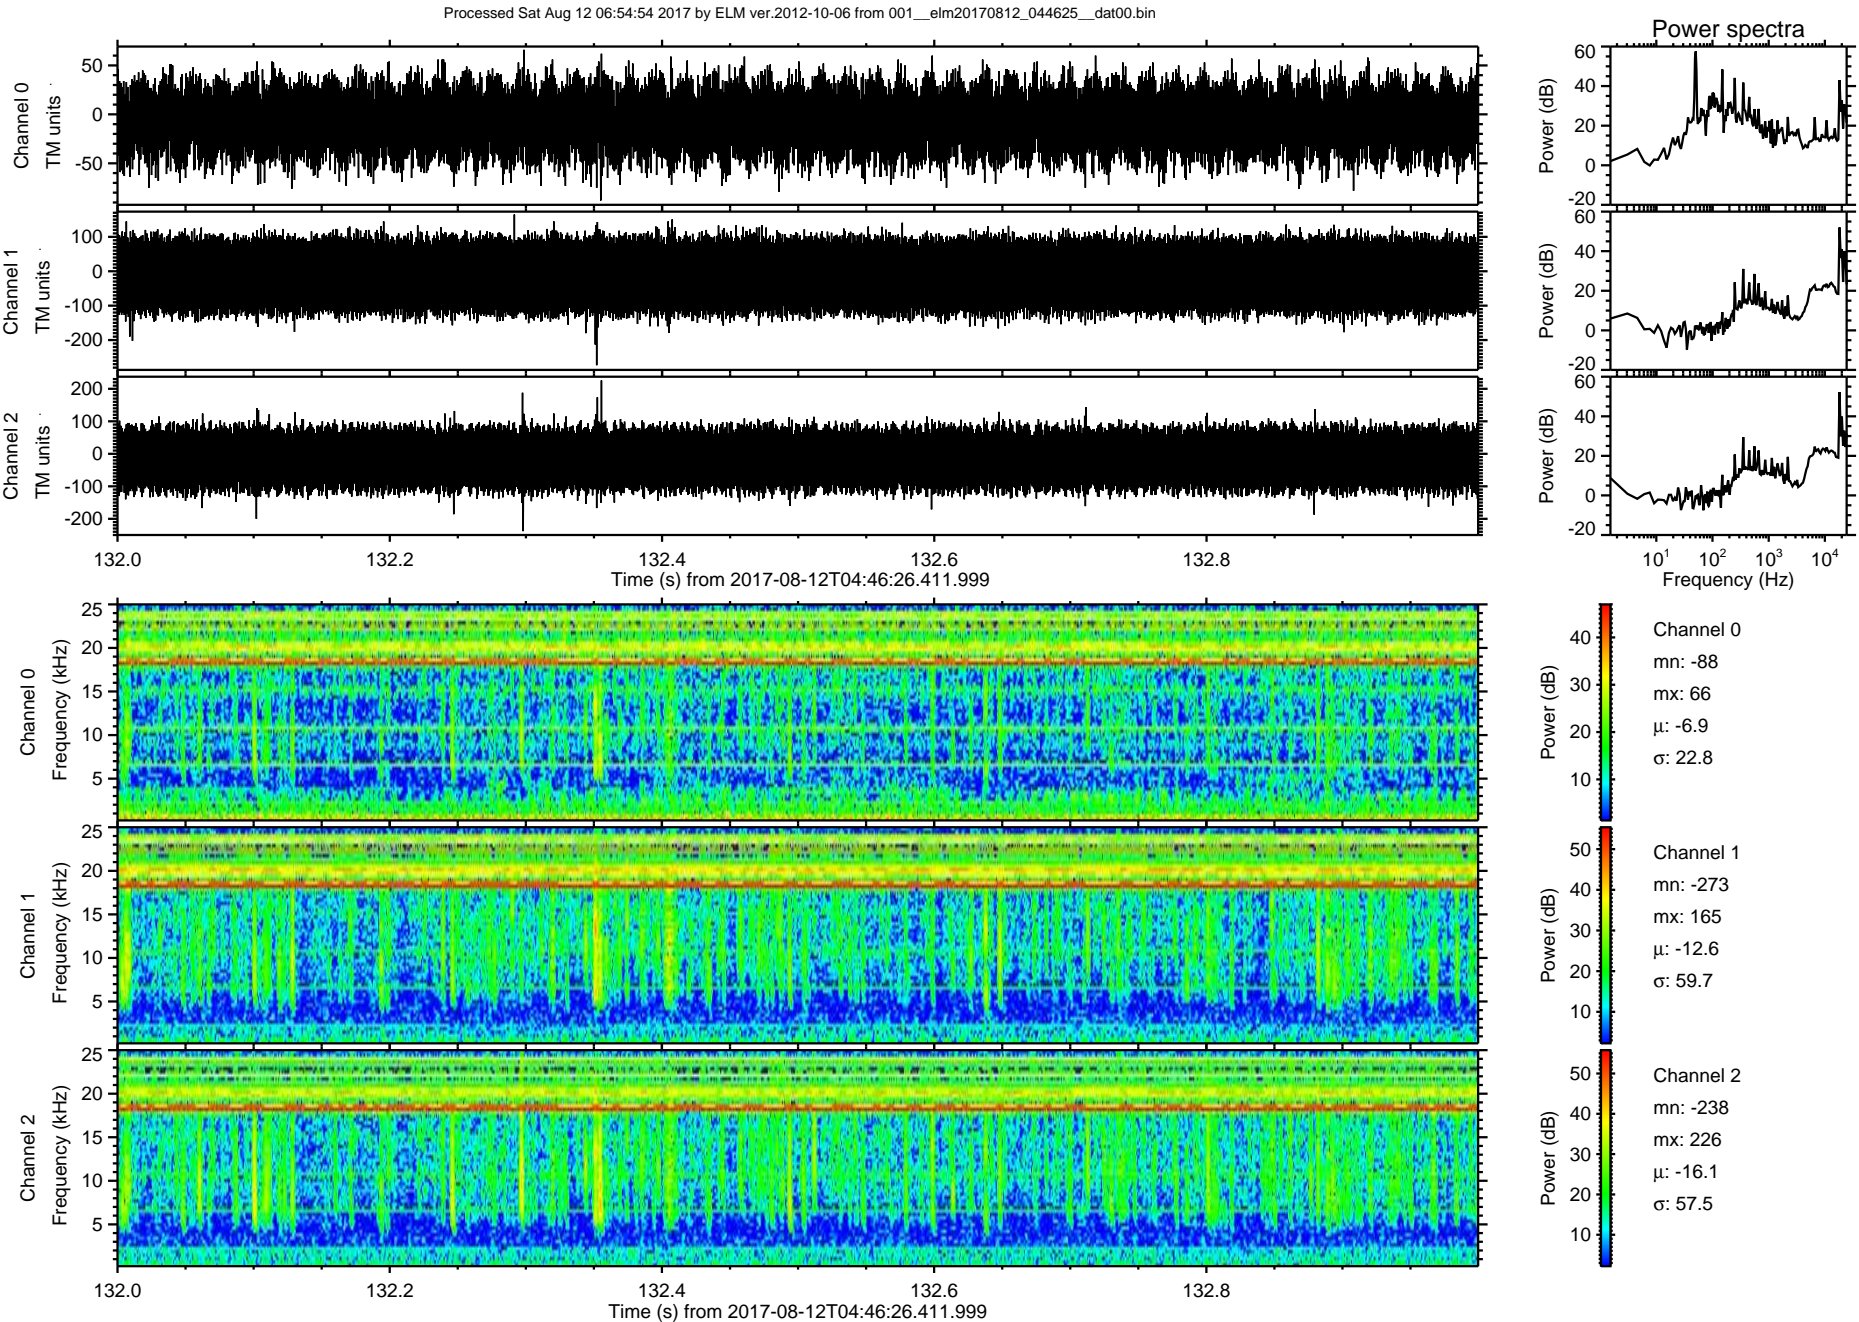 Processed Sat Aug 12 06:54:54 2017 by ELM ver.2012-10-06 from 001__elm20170812_044625__dat00.bin
Power spectra
Channel 0
TM units
50
0
-50
Power (dB)
60
40
20
0
-20
Channel 1
TM units
100
0
-100
-200
Power (dB)
60
40
20
0
-20
Channel 2
TM units
200
100
0
-100
-200
Power (dB)
60
40
20
0
-20
132.0 132.2 132.4 132.6 132.8
Time (s) from 2017-08-12T04:46:26.411.999
10^1 10^2 10^3 10^4
Frequency (Hz)
Channel 0
Frequency (kHz)
25
20
15
10
5
Power (dB)
40
30
20
10
Channel 0
mn: -88
mx: 66
μ: -6.9
σ: 22.8
Channel 1
Frequency (kHz)
25
20
15
10
5
Power (dB)
50
40
30
20
10
Channel 1
mn: -273
mx: 165
μ: -12.6
σ: 59.7
Channel 2
Frequency (kHz)
25
20
15
10
5
Power (dB)
50
40
30
20
10
Channel 2
mn: -238
mx: 226
μ: -16.1
σ: 57.5
132.0 132.2 132.4 132.6 132.8
Time (s) from 2017-08-12T04:46:26.411.999